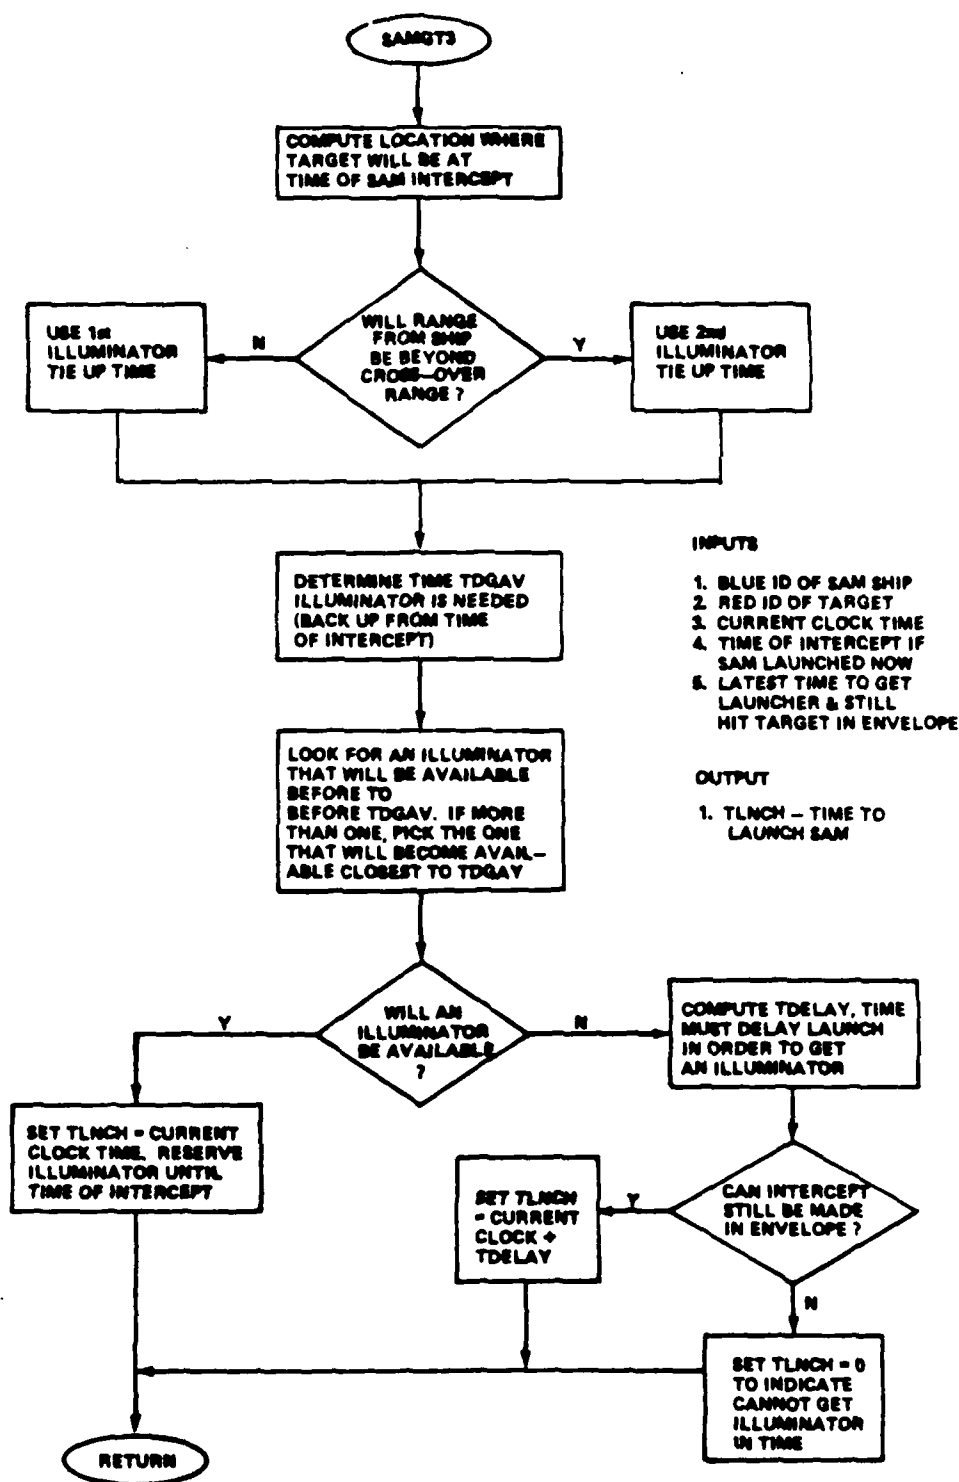 SAMGT3
COMPUTE LOCATION WHERE
TARGET WILL BE AT
TIME OF SAM INTERCEPT
WILL RANGE
FROM SHIP
BE BEYOND
CROSS-OVER
RANGE ?
N
Y
USE 1st
ILLUMINATOR
TIE UP TIME
USE 2nd
ILLUMINATOR
TIE UP TIME
DETERMINE TIME TDGAV
ILLUMINATOR IS NEEDED
(BACK UP FROM TIME
OF INTERCEPT)
INPUTS
1. BLUE ID OF SAM SHIP
2. RED ID OF TARGET
3. CURRENT CLOCK TIME
4. TIME OF INTERCEPT IF
SAM LAUNCHED NOW
5. LATEST TIME TO GET
LAUNCHER & STILL
HIT TARGET IN ENVELOPE
OUTPUT
1. TLNCH – TIME TO
LAUNCH SAM
LOOK FOR AN ILLUMINATOR
THAT WILL BE AVAILABLE
BEFORE TO
BEFORE TDGAV. IF MORE
THAN ONE, PICK THE ONE
THAT WILL BECOME AVAIL–
ABLE CLOSEST TO TDGAY
WILL AN
ILLUMINATOR
BE AVAILABLE
?
Y
N
COMPUTE TDELAY, TIME
MUST DELAY LAUNCH
IN ORDER TO GET
AN ILLUMINATOR
SET TLNCH = CURRENT
CLOCK TIME. RESERVE
ILLUMINATOR UNTIL
TIME OF INTERCEPT
CAN INTERCEPT
STILL BE MADE
IN ENVELOPE ?
Y
N
SET TLNCH
= CURRENT
CLOCK +
TDELAY
SET TLNCH = 0
TO INDICATE
CANNOT GET
ILLUMINATOR
IN TIME
RETURN